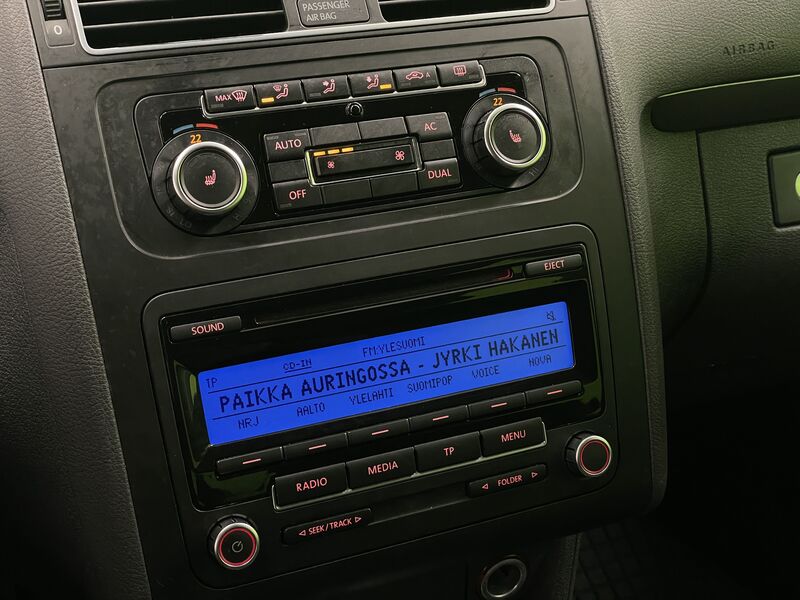 0
PASSENGER
AIR BAG
AIRBAG
MAX
A
22
22
AUTO
AC
OFF
DUAL
EJECT
SOUND
TP CD-IN FM:YLESUOMI
PAIKKA AURINGOSSA - JYRKI HAKANEN
NRJ AALTO YLELAHTI SUOMIPOP VOICE NOVA
RADIO MEDIA TP MENU
SEEK/TRACK
FOLDER